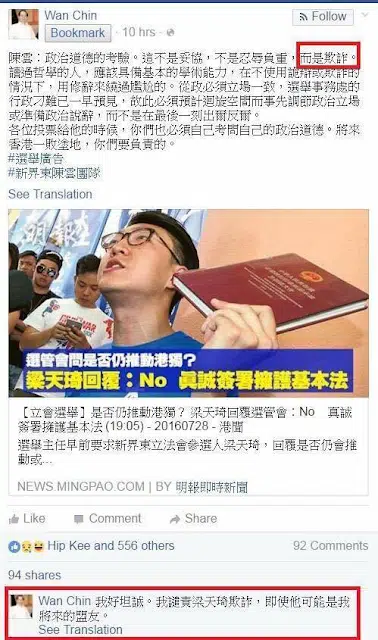 Wan Chin
Follow
Bookmark · 10 hrs ·
陳雲：政治道德的考驗。這不是妥協，不是忍辱負重，而是欺詐。
讀過哲學的人，應該具備基本的學術能力，在不使用詭辯或欺詐的
情況下，用修辭來繞過尷尬的。從政必須立場一致，選舉事務處的
行政刁難已一早預見，故此必須預計迴旋空間而事先調節政治立場
或準備政治說辭，而不是在最後一刻出爾反爾。
各位投票給他的時候，你們也必須自己考問自己的政治道德。將來
香港一敗塗地，你們要負責的。
#選舉廣告
#新界東陳雲團隊
See Translation
選管會問是否仍推動港獨？
梁天琦回覆：No 真誠簽署擁護基本法
【立會選舉】是否仍推動港獨？ 梁天琦回覆選管會：No 真誠
簽署擁護基本法 (19:05) - 20160728 - 港聞
選舉主任早前要求新界東立法會參選人梁天琦，回覆是否仍會推
動或...
NEWS.MINGPAO.COM | BY 明報即時新聞
Like Comment Share
Hip Kee and 556 others
92 Comments
94 shares
Wan Chin 我好坦誠。我譴責梁天琦欺詐，即使他可能是我
將來的盟友。
See Translation